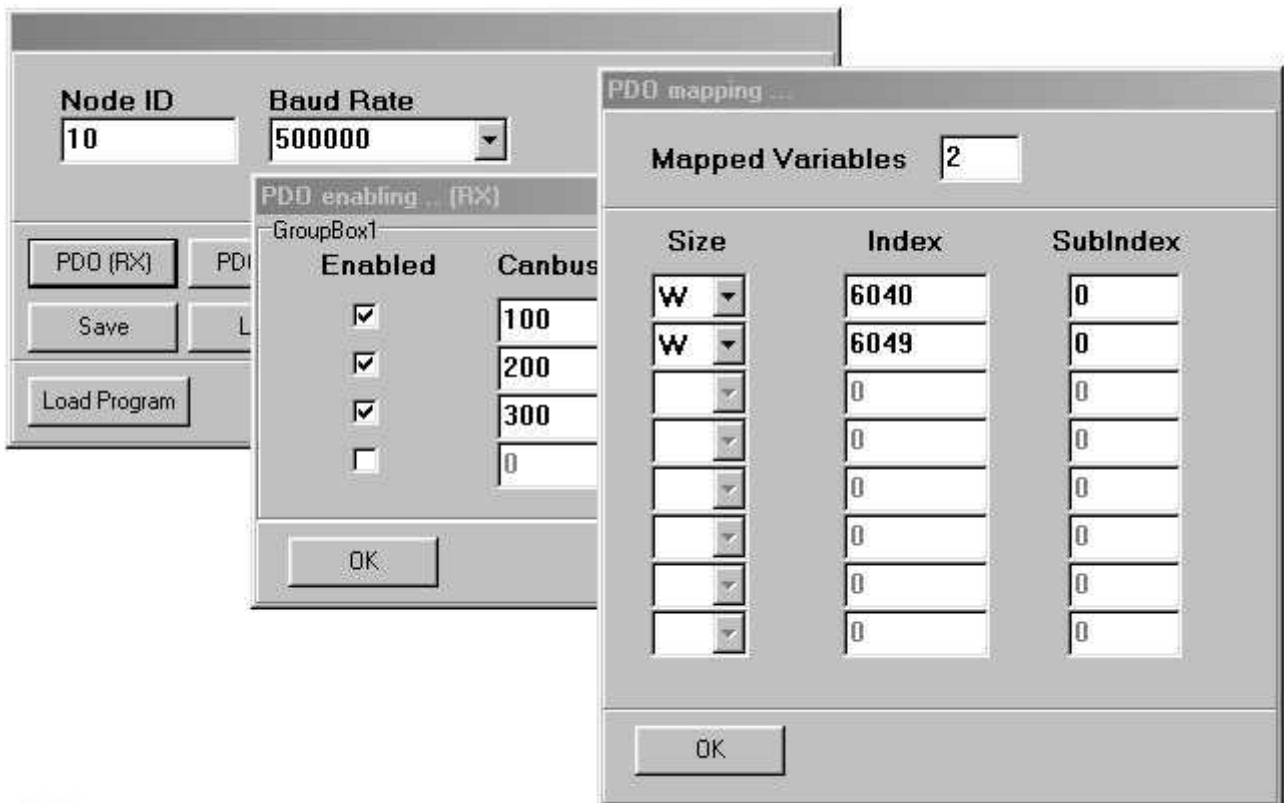 Node ID
Baud Rate
10
500000
PDO (RX)
Save
Load Program
PDO enabling ... (RX)
GroupBox1
Enabled
Canbus
100
200
300
0
OK
PDO mapping ...
Mapped Variables 2
Size Index SubIndex
W 6040 0
W 6049 0
0 0
0 0
0 0
0 0
0 0
0 0
OK